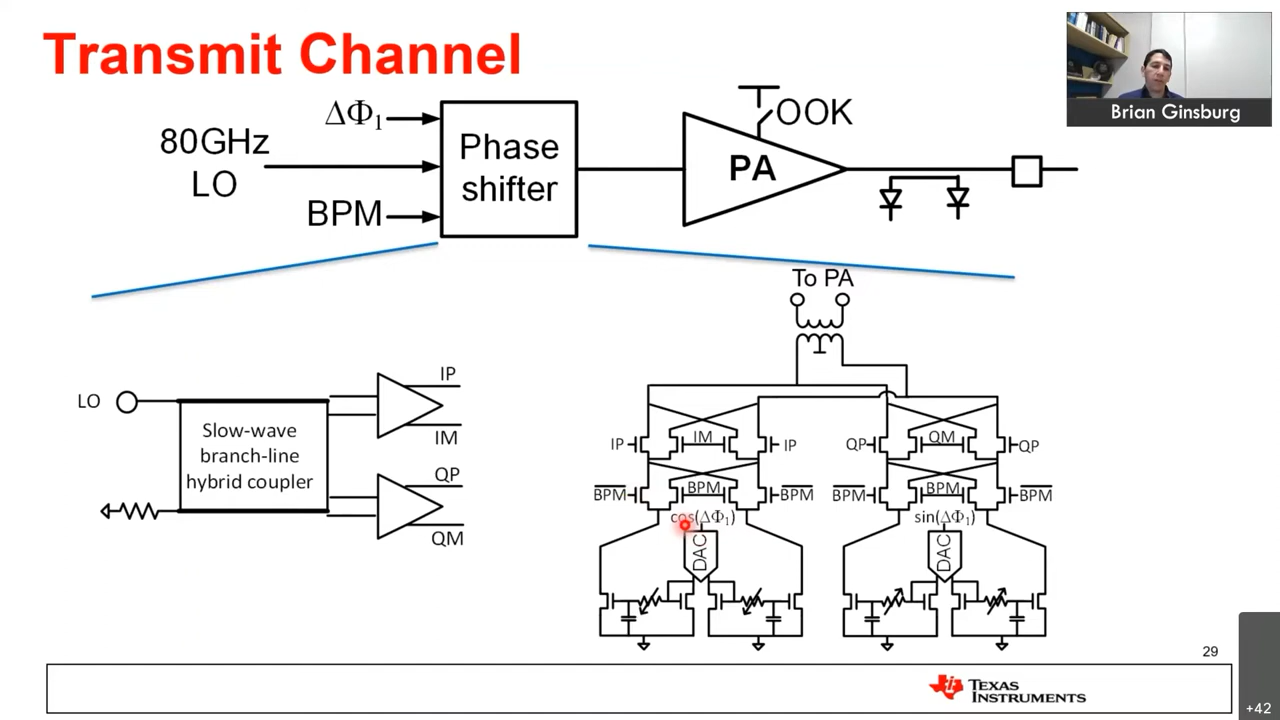 Transmit Channel
Brian Ginsburg
ΔΦ1
OOK
80GHz
LO
Phase
shifter
PA
BPM
To PA
LO
Slow-wave
branch-line
hybrid coupler
IP
IM
QP
QM
IP
IM
IP
QP
QM
QP
BPM
BPM
BPM
BPM
BPM
BPM
cos(ΔΦ1)
sin(ΔΦ1)
DAC
DAC
29
TEXAS
INSTRUMENTS
+42